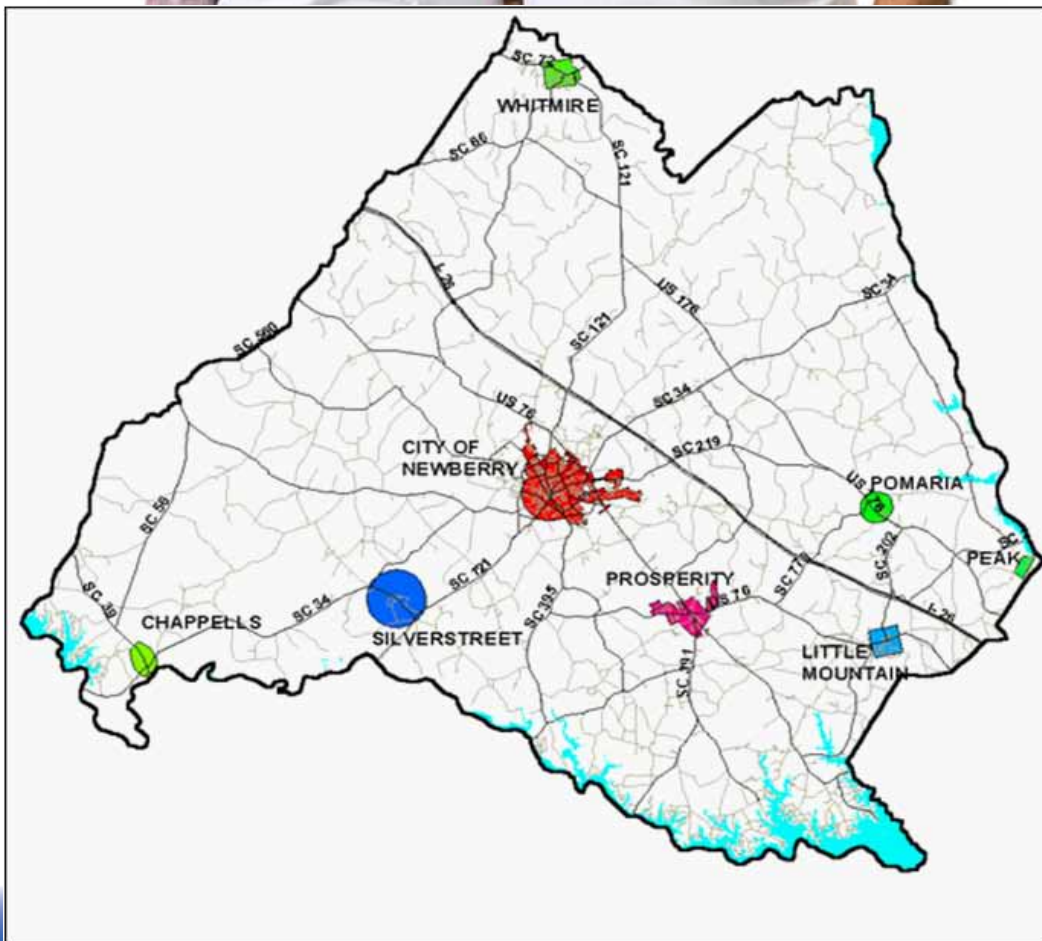 SC 72
WHITMIRE
SC 66
SC 121
I- 26
US 176
SC 34
SC 560
SC 121
US 76
SC 34
CITY OF
NEWBERRY
SC 219
US 176
POMARIA
SC 56
SC 202
SC
PEAK
SC 773
PROSPERITY
US 76
SC 121
SC 395
SC 39
SC 34
CHAPPELLS
SILVERSTREET
I- 26
LITTLE
MOUNTAIN
SC 391